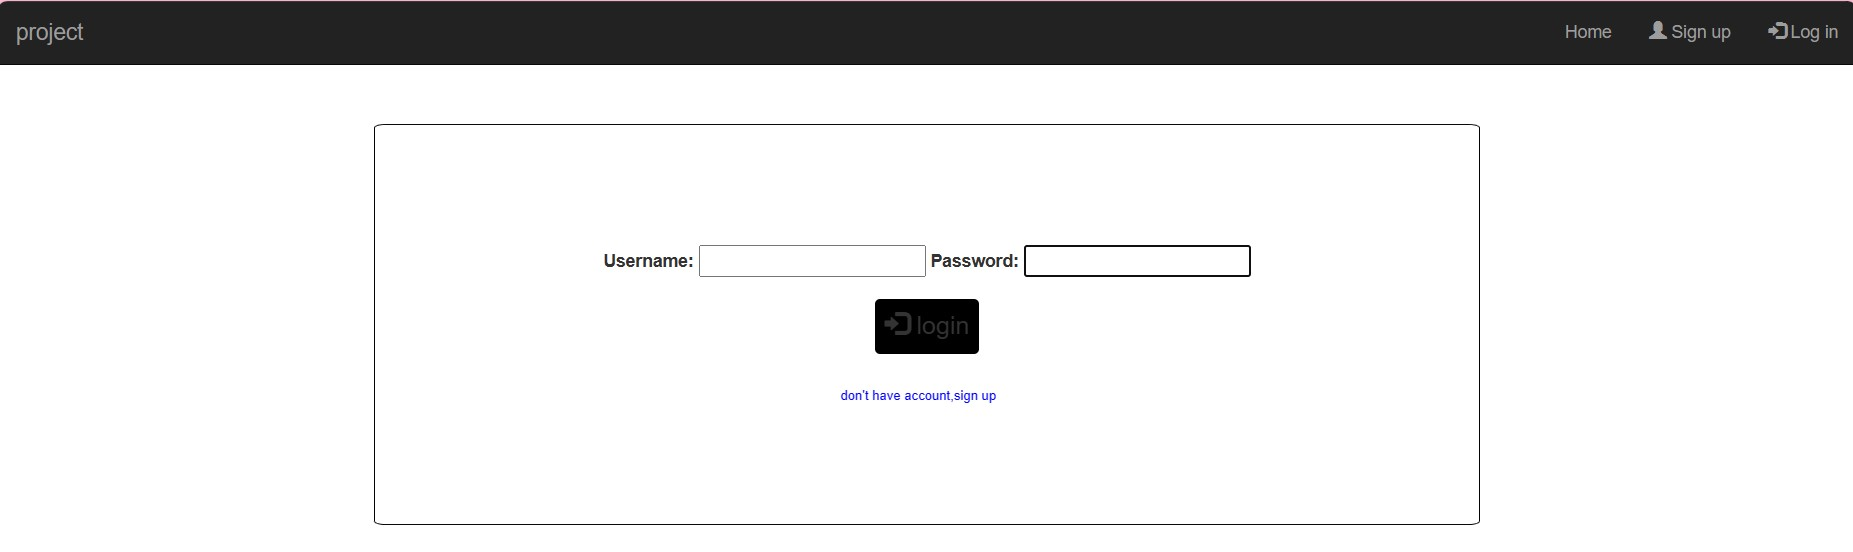 project Home Sign up Log in
Username: Password:
login
don't have account,sign up